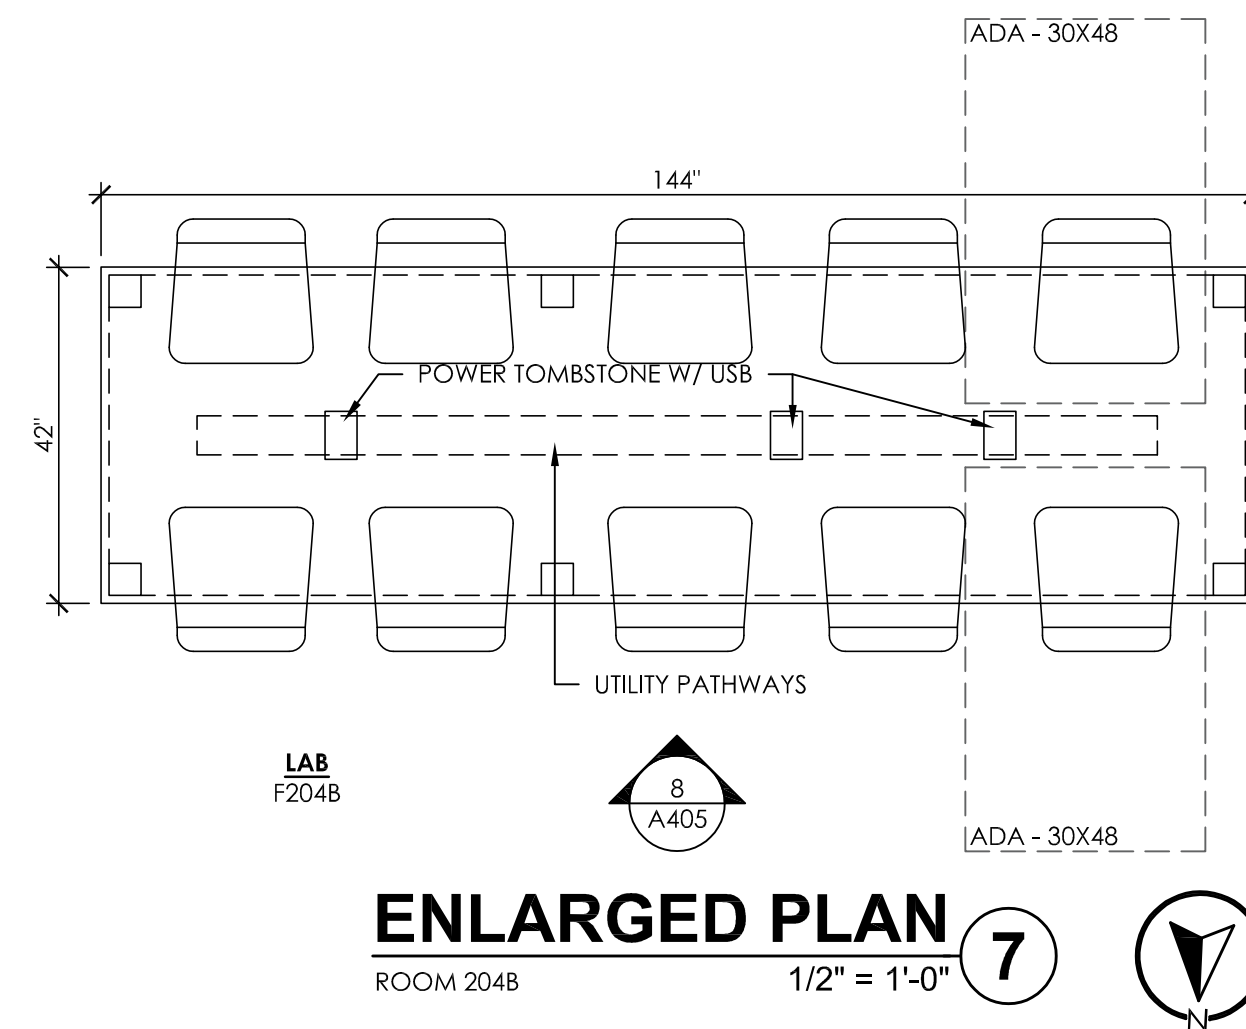 ADA - 30X48
144"
POWER TOMBSTONE W/ USB
42"
UTILITY PATHWAYS
LAB
F204B
8
A405
ADA - 30X48
ENLARGED PLAN
7
ROOM 204B
1/2" = 1'-0"
N